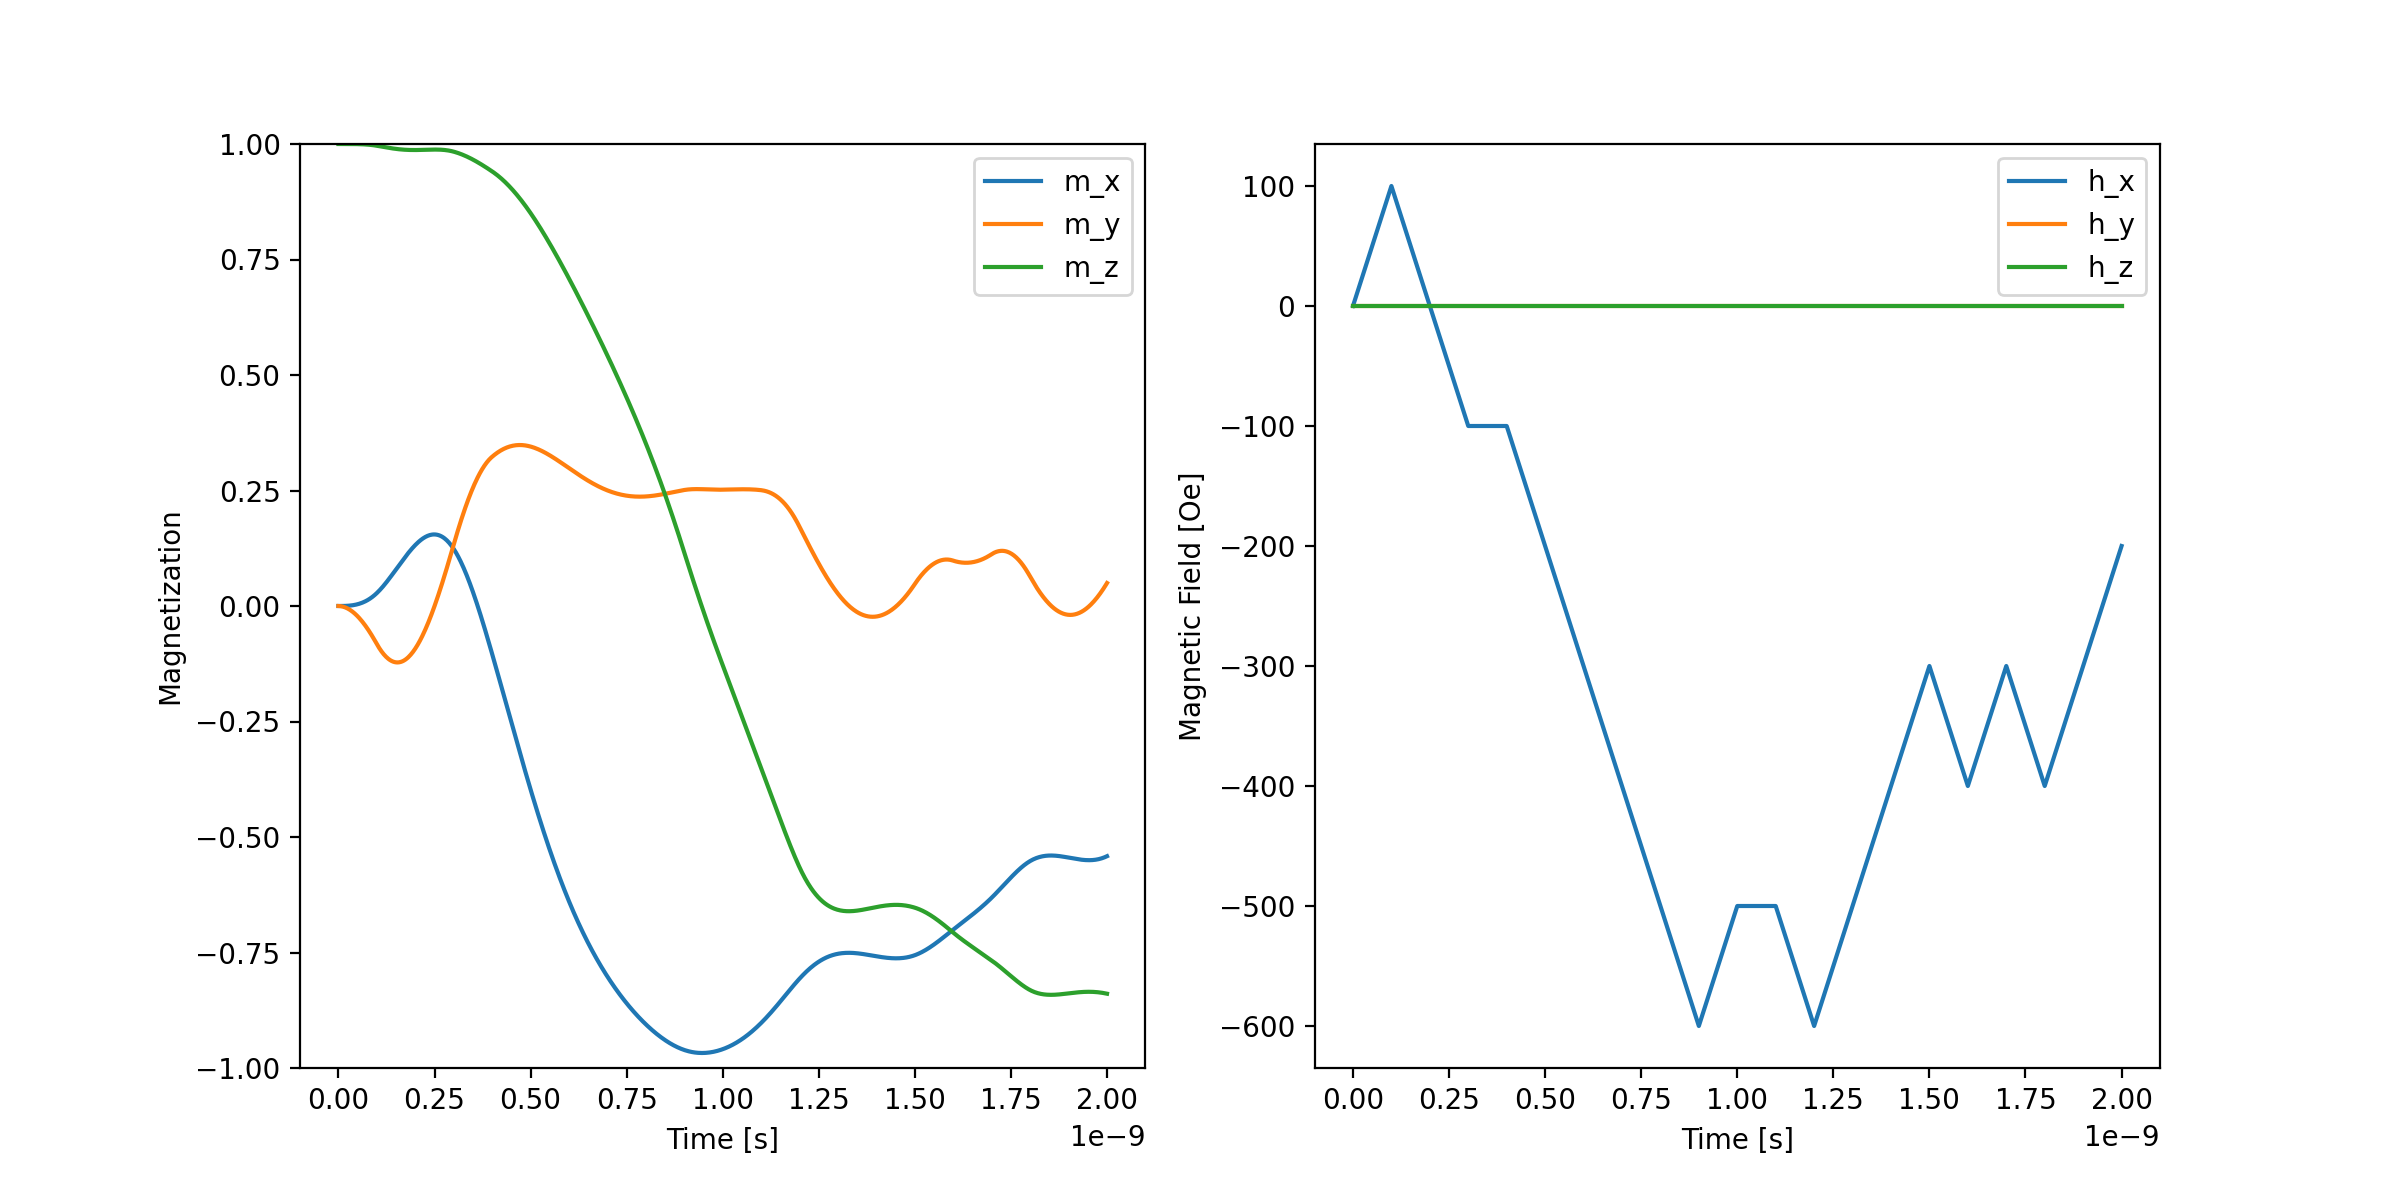 1.00
0.75
0.50
0.25
0.00
−0.25
−0.50
−0.75
−1.00
Magnetization
m_x
m_y
m_z
0.00 0.25 0.50 0.75 1.00 1.25 1.50 1.75 2.00
Time [s]
1e−9
100
0
−100
−200
−300
−400
−500
−600
Magnetic Field [Oe]
h_x
h_y
h_z
0.00 0.25 0.50 0.75 1.00 1.25 1.50 1.75 2.00
Time [s]
1e−9